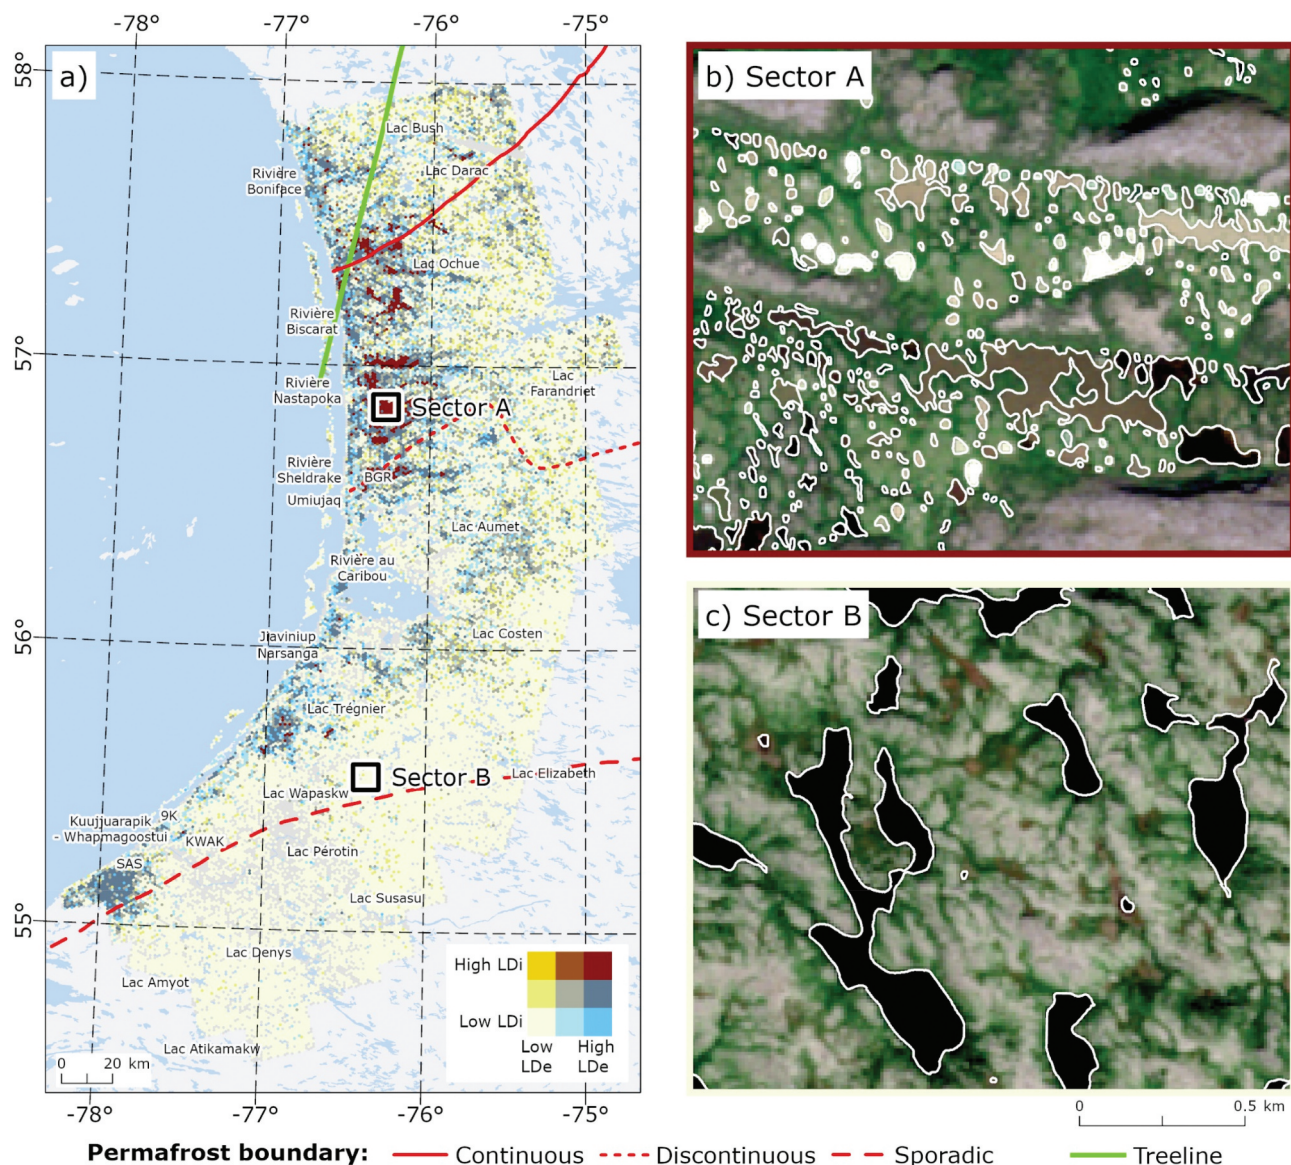 -78°
-77°
-76°
-75°
58°
57°
56°
55°
a)
Lac Bush
Rivière
Boniface
Lac Darac
Lac Ochue
Rivière
Biscarat
Rivière
Nastapoka
Lac
Farandriet
Sector A
Rivière
Sheldrake
BGR
Umiujaq
Lac Aumet
Rivière au
Caribou
Jiaviniup
Narsanga
Lac Costen
Lac Trégnier
Sector B
Lac Elizabeth
Lac Wapaskw
9K
Kuujjuarapik
- Whapmagoostui
KWAK
Lac Pérotin
SAS
Lac Susasu
Lac Denys
Lac Amyot
Lac Atikamakw
High LDi
Low LDi
Low
LDe
High
LDe
0
20 km
-78°
-77°
-76°
-75°
b) Sector A
c) Sector B
0
0.5 km
Permafrost boundary:
Continuous
Discontinuous
Sporadic
Treeline